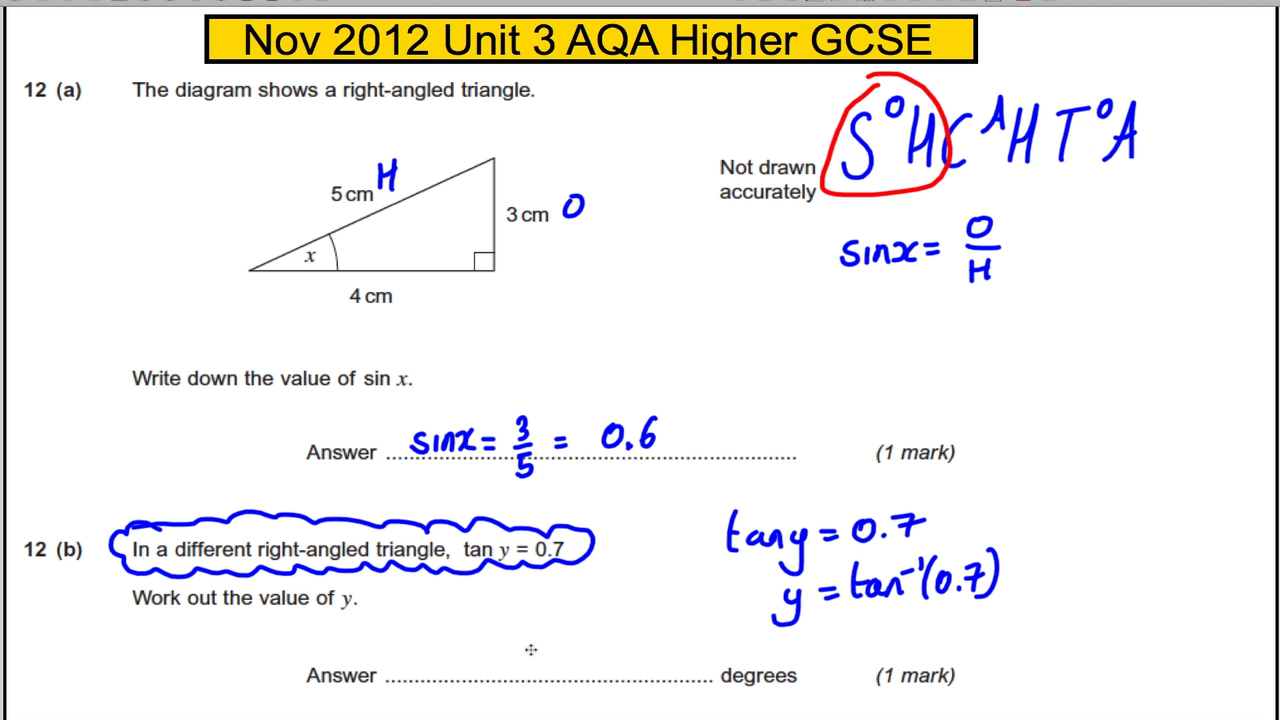 Nov 2012 Unit 3 AQA Higher GCSE
12 (a) The diagram shows a right-angled triangle.
SOHCAHTOA
5 cm H
Not drawn
accurately
3 cm O
sinx = O/H
x
4 cm
Write down the value of sin x.
Answer sinx = 3/5 = 0.6 (1 mark)
12 (b) In a different right-angled triangle, tan y = 0.7
tan y = 0.7
Work out the value of y.
y = tan⁻¹(0.7)
Answer degrees (1 mark)